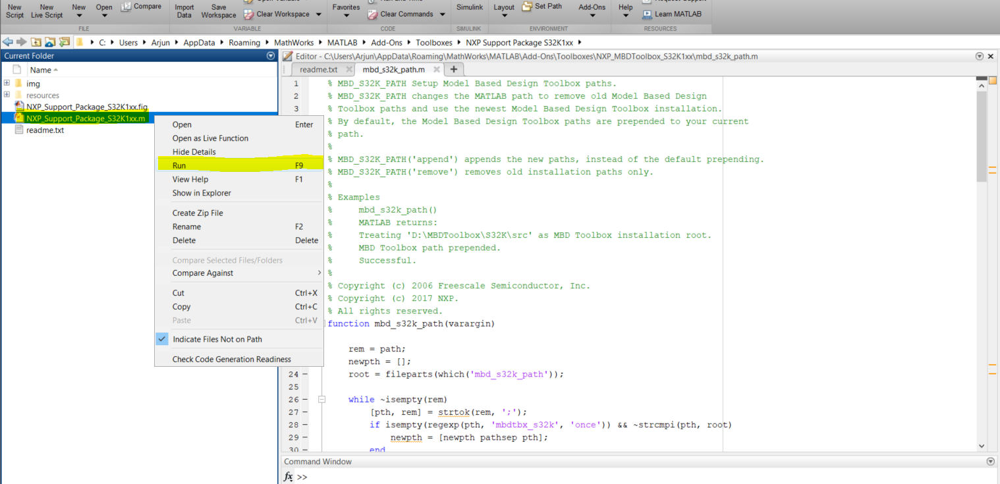 New Script
New Live Script
New
Open
Compare
Import Data
Save Workspace
Clear Workspace
Favorites
Clear Commands
Simulink
Layout
Set Path
Add-Ons
Help
Learn MATLAB
FILE
VARIABLE
CODE
SIMULINK
ENVIRONMENT
RESOURCES
C: Users Arjun AppData Roaming MathWorks MATLAB Add-Ons Toolboxes NXP Support Package S32K1xx
Current Folder
Name
img
resources
NXP_Support_Package_S32K1xx.fig
NXP_Support_Package_S32K1xx.m
readme.txt
Open Enter
Open as Live Function
Hide Details
Run F9
View Help F1
Show in Explorer
Create Zip File
Rename F2
Delete Delete
Compare Selected Files/Folders
Compare Against
Cut Ctrl+X
Copy Ctrl+C
Paste Ctrl+V
Indicate Files Not on Path
Check Code Generation Readiness
Editor - C:\Users\Arjun\AppData\Roaming\MathWorks\MATLAB\Add-Ons\Toolboxes\NXP_MBDToolbox_S32K1xx\mbd_s32k_path.m
readme.txt mbd_s32k_path.m
1 % MBD_S32K_PATH Setup Model Based Design Toolbox paths.
2 % MBD_S32K_PATH changes the MATLAB path to remove old Model Based Design
3 % Toolbox paths and use the newest Model Based Design Toolbox installation.
% By default, the Model Based Design Toolbox paths are prepended to your current
% path.
%
% MBD_S32K_PATH('append') appends the new paths, instead of the default prepending.
% MBD_S32K_PATH('remove') removes old installation paths only.
%
% Examples
% mbd_s32k_path()
% MATLAB returns:
% Treating 'D:\MBDToolbox\S32K\src' as MBD Toolbox installation root.
% MBD Toolbox path prepended.
% Successful.
%
% Copyright (c) 2006 Freescale Semiconductor, Inc.
% Copyright (c) 2017 NXP.
% All rights reserved.
function mbd_s32k_path(varargin)
rem = path;
newpth = [];
24 – root = fileparts(which('mbd_s32k_path'));
25
26 – while ~isempty(rem)
27 – [pth, rem] = strtok(rem, ';');
28 – if isempty(regexp(pth, 'mbdtbx_s32k', 'once')) && ~strcmpi(pth, root)
29 – newpth = [newpth pathsep pth];
30 – end
Command Window
fx >>